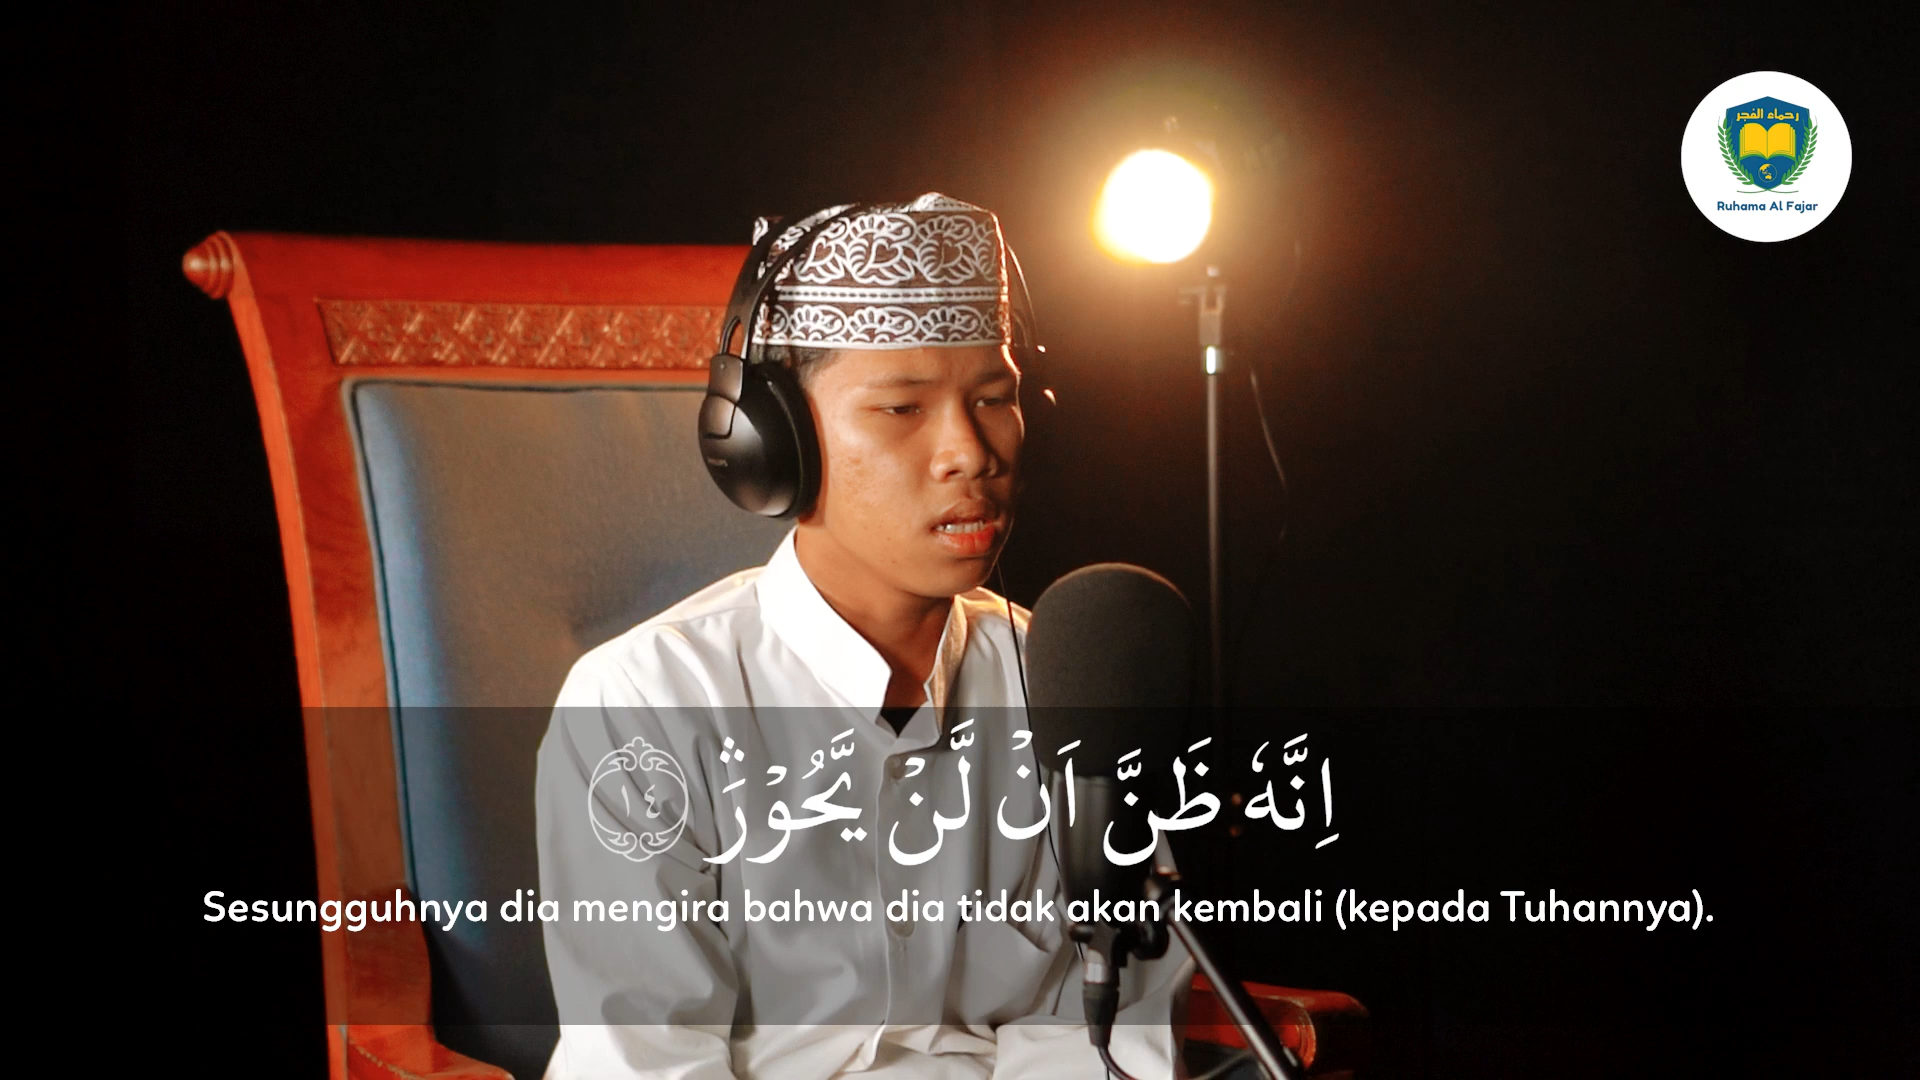 رحماء الفجر
Ruhama Al Fajar
اِنَّهٗ ظَنَّ اَنْ لَّنْ يَّحُوْرَۛ ١٤
Sesungguhnya dia mengira bahwa dia tidak akan kembali (kepada Tuhannya).